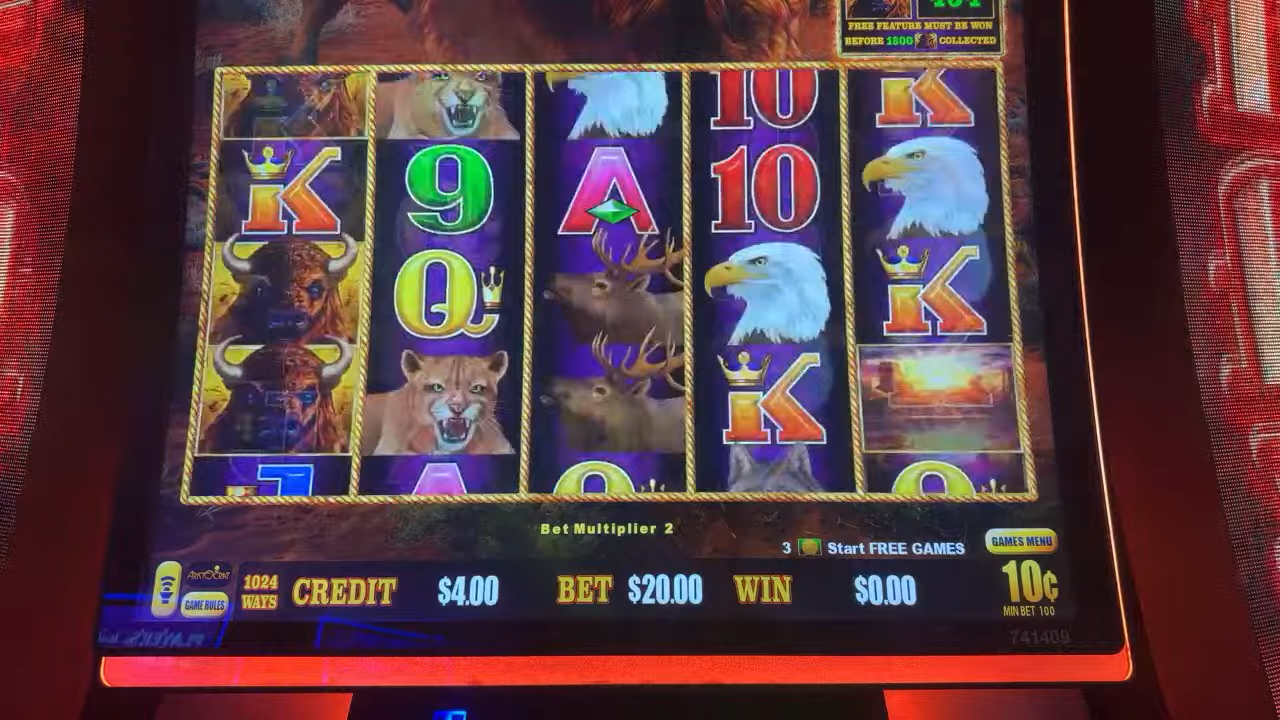 FREE FEATURE MUST BE WON
BEFORE 1800 COLLECTED
10 K
K 9 A 10
Q K
K
J A Q Q
Bet Multiplier 2
3 Start FREE GAMES
GAMES MENU
ARISTOCRAT
GAME RULES
1024 WAYS
CREDIT $4.00 BET $20.00 WIN $0.00
10¢
MIN BET 100
741409